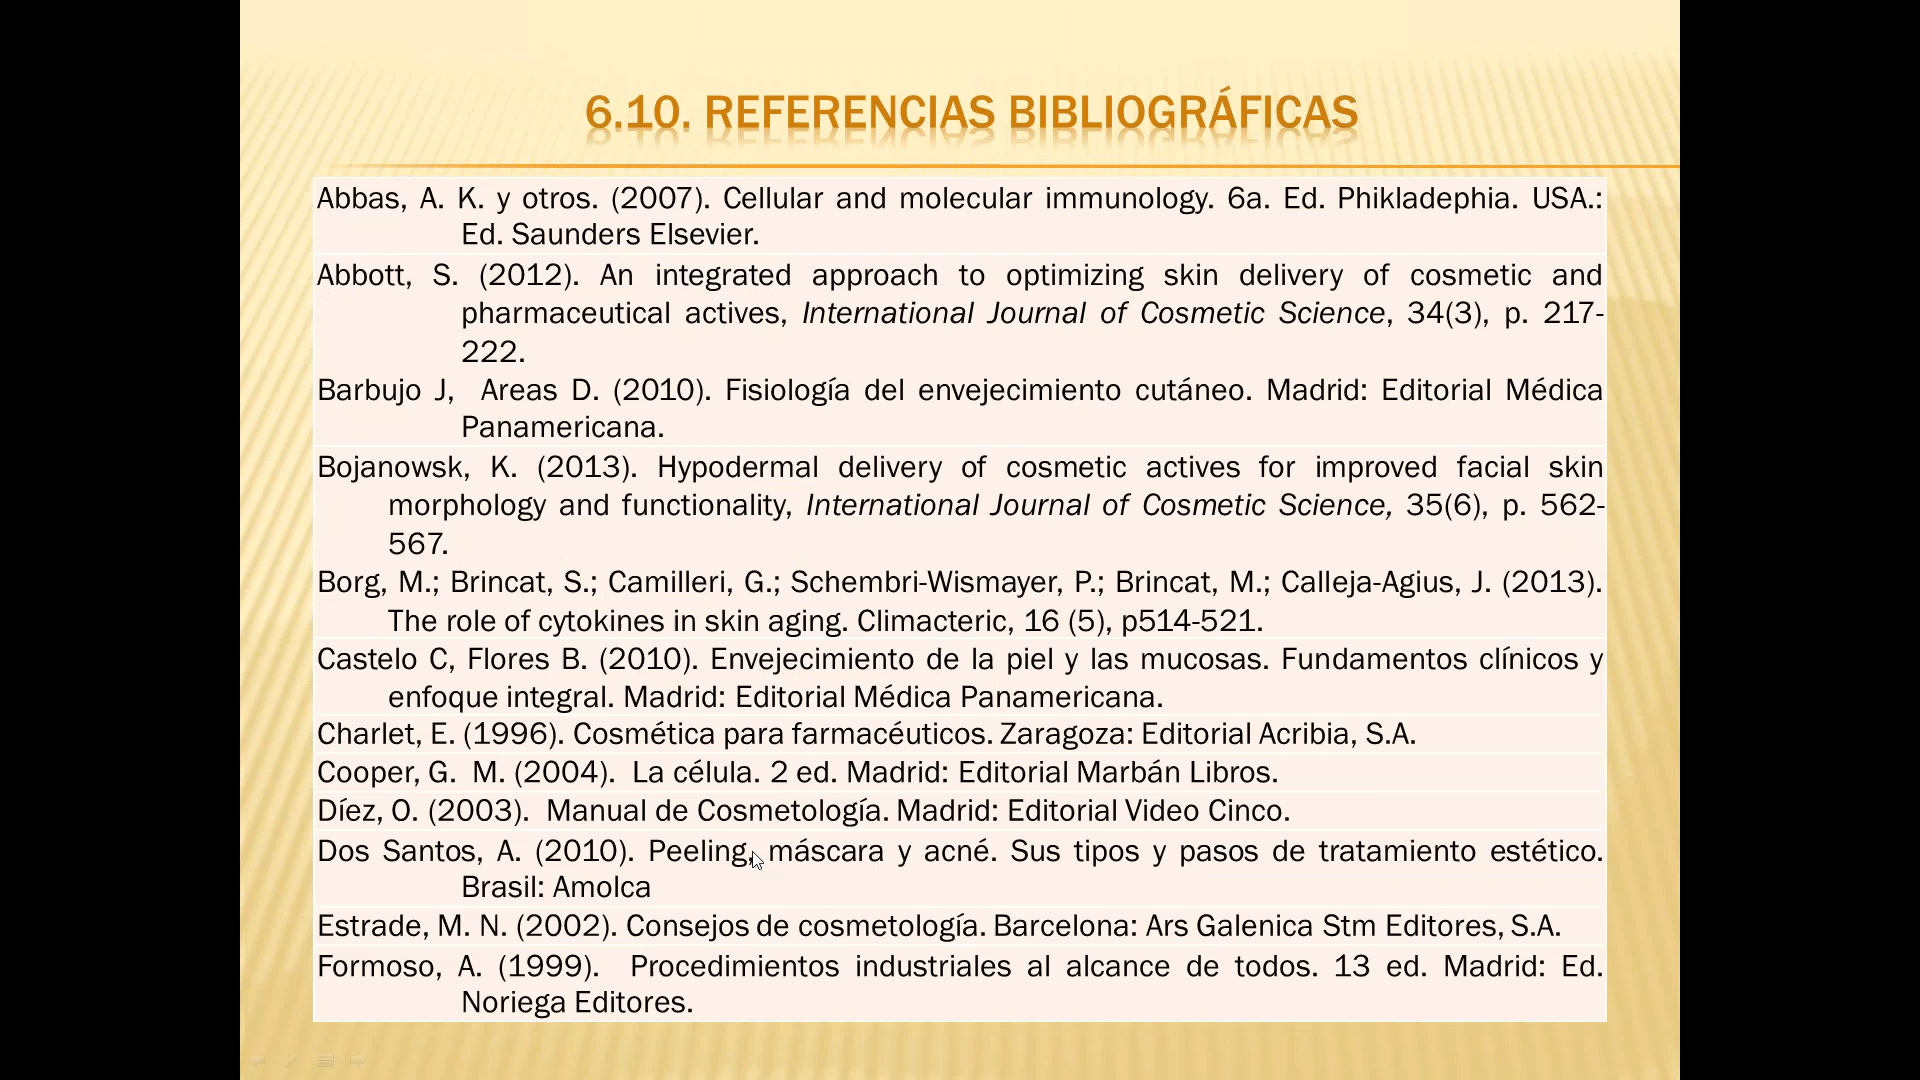 6.10. REFERENCIAS BIBLIOGRÁFICAS
Abbas, A. K. y otros. (2007). Cellular and molecular immunology. 6a. Ed. Phikladephia. USA.:
Ed. Saunders Elsevier.
Abbott, S. (2012). An integrated approach to optimizing skin delivery of cosmetic and
pharmaceutical actives, International Journal of Cosmetic Science, 34(3), p. 217-
222.
Barbujo J, Areas D. (2010). Fisiología del envejecimiento cutáneo. Madrid: Editorial Médica
Panamericana.
Bojanowsk, K. (2013). Hypodermal delivery of cosmetic actives for improved facial skin
morphology and functionality, International Journal of Cosmetic Science, 35(6), p. 562-
567.
Borg, M.; Brincat, S.; Camilleri, G.; Schembri-Wismayer, P.; Brincat, M.; Calleja-Agius, J. (2013).
The role of cytokines in skin aging. Climacteric, 16 (5), p514-521.
Castelo C, Flores B. (2010). Envejecimiento de la piel y las mucosas. Fundamentos clínicos y
enfoque integral. Madrid: Editorial Médica Panamericana.
Charlet, E. (1996). Cosmética para farmacéuticos. Zaragoza: Editorial Acribia, S.A.
Cooper, G. M. (2004). La célula. 2 ed. Madrid: Editorial Marbán Libros.
Díez, O. (2003). Manual de Cosmetología. Madrid: Editorial Video Cinco.
Dos Santos, A. (2010). Peeling, máscara y acné. Sus tipos y pasos de tratamiento estético.
Brasil: Amolca
Estrade, M. N. (2002). Consejos de cosmetología. Barcelona: Ars Galenica Stm Editores, S.A.
Formoso, A. (1999). Procedimientos industriales al alcance de todos. 13 ed. Madrid: Ed.
Noriega Editores.